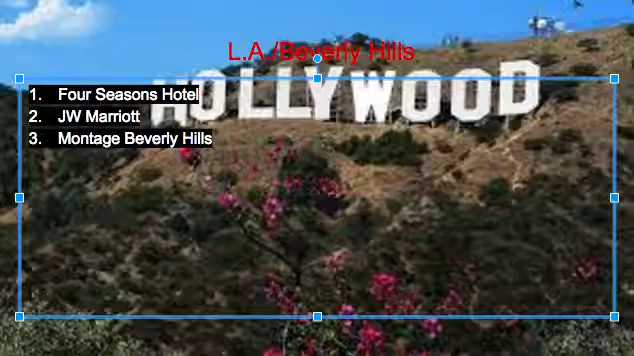 L.A./Beverly Hills
HOLLYWOOD
1. Four Seasons Hotel
2. JW Marriott
3. Montage Beverly Hills